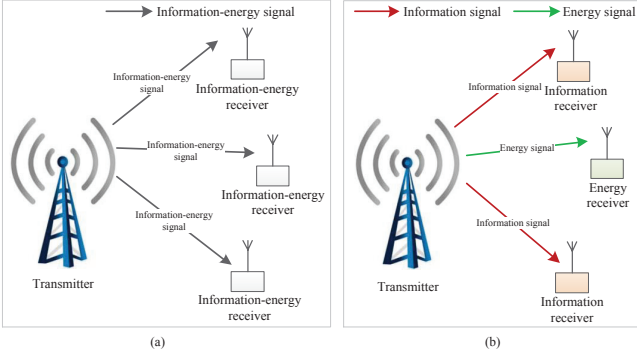 Information-energy signal
Information-energy
signal
Information-energy
receiver
Information-energy
signal
Information-energy
receiver
Information-energy
signal
Transmitter
Information-energy
receiver
(a)
Information signal
Energy signal
Information signal
Information
receiver
Energy signal
Energy
receiver
Information signal
Transmitter
Information
receiver
(b)